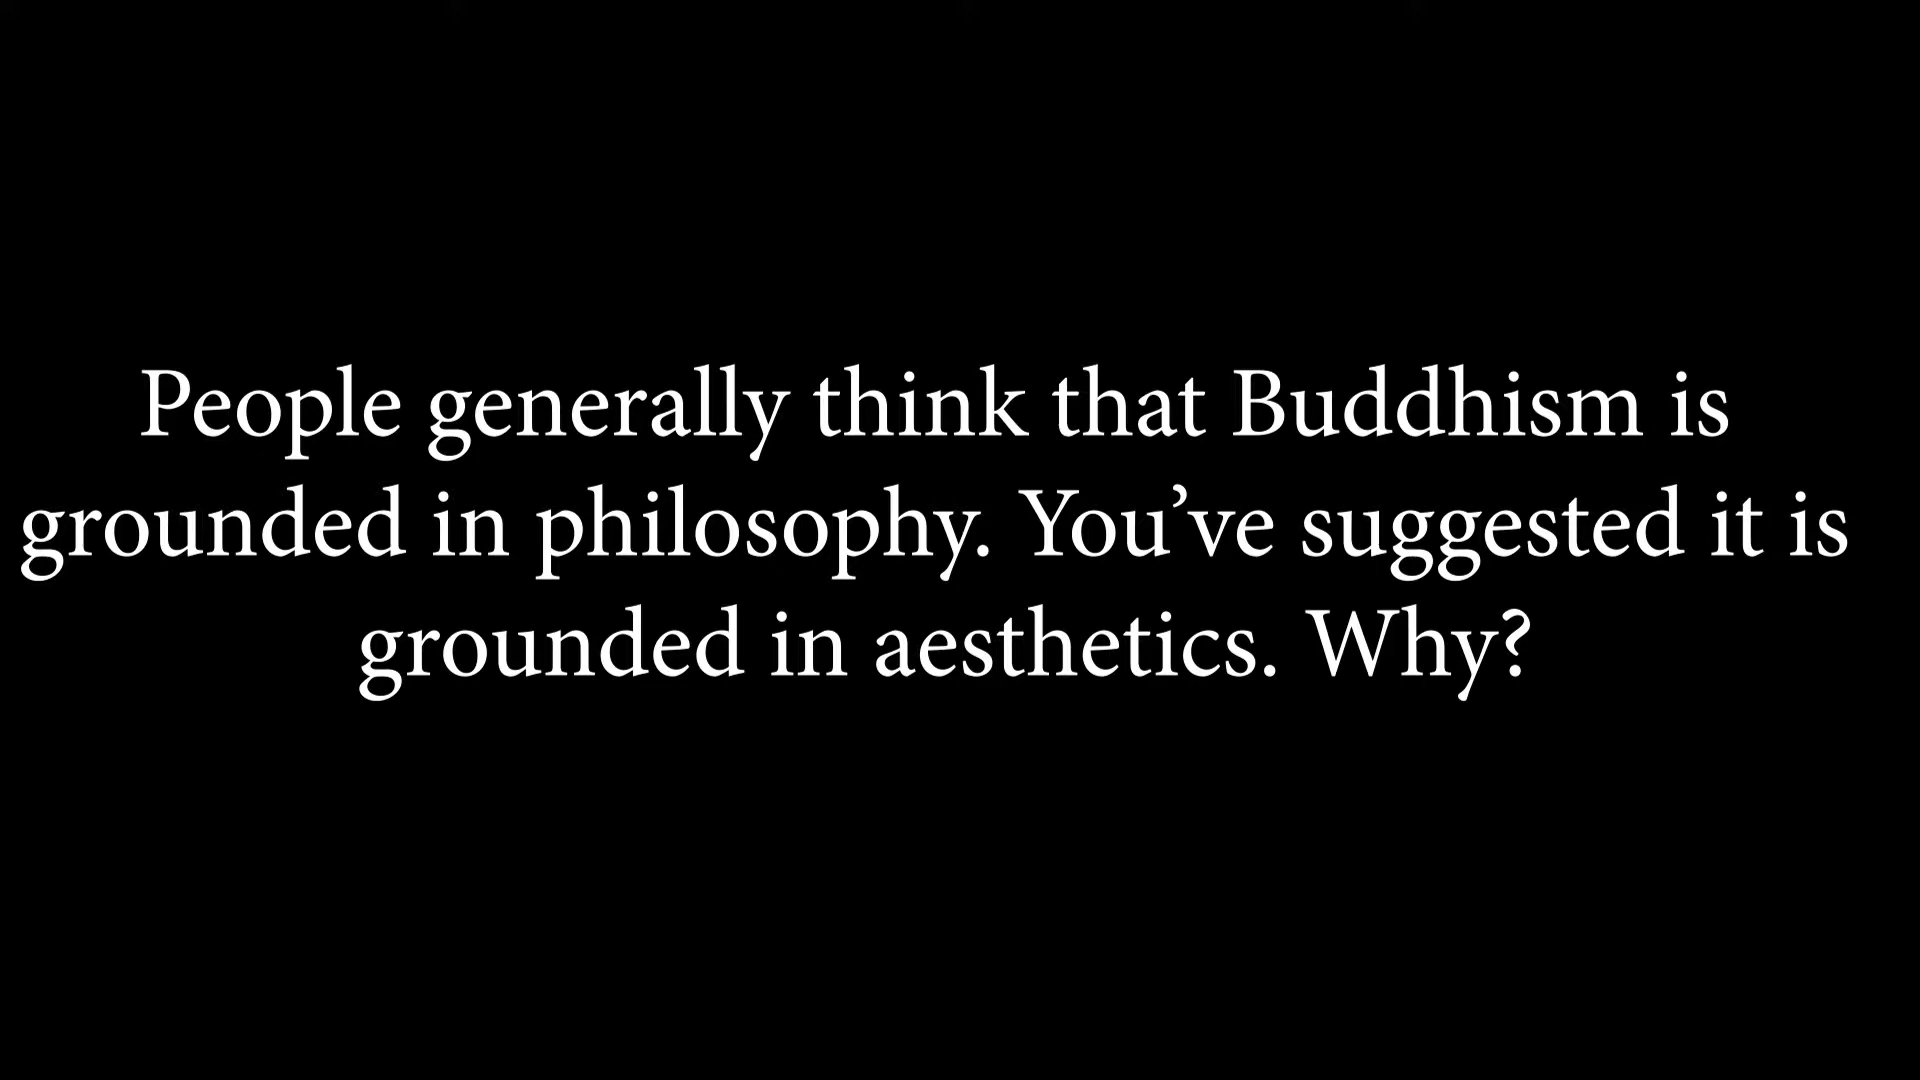 People generally think that Buddhism is
grounded in philosophy. You’ve suggested it is
grounded in aesthetics. Why?